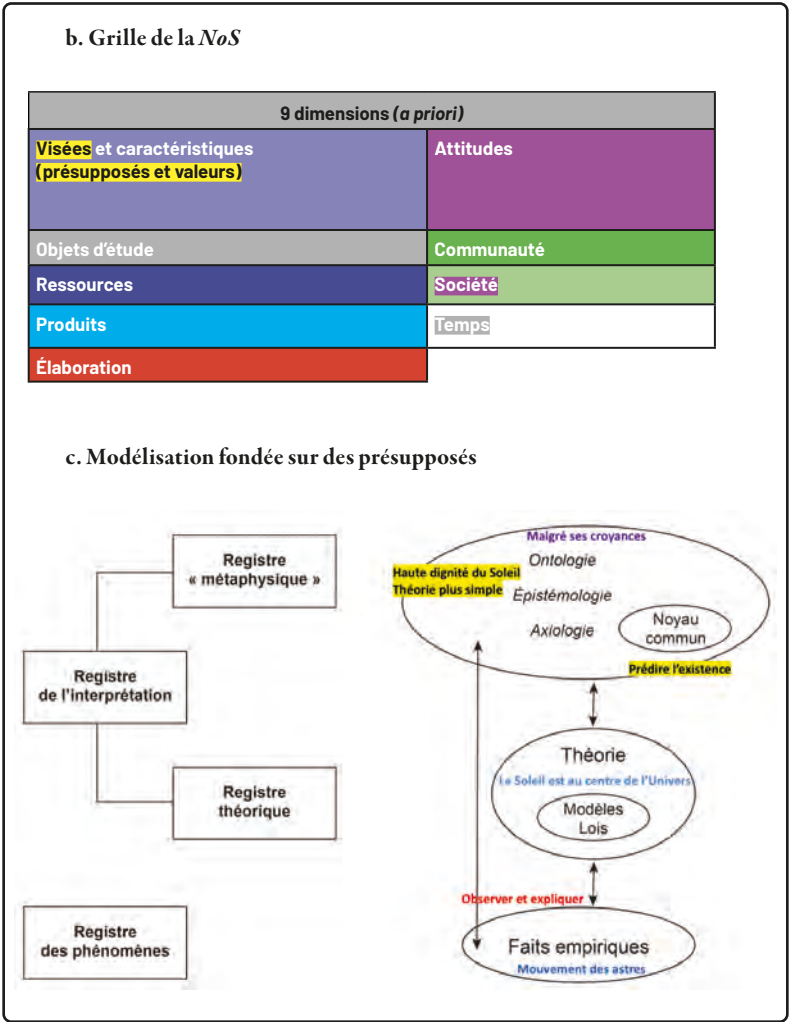 b. Grille de la NoS
9 dimensions (a priori)
Visées et caractéristiques
(présupposés et valeurs)
Attitudes
Objets d'étude
Communauté
Ressources
Société
Produits
Temps
Élaboration
c. Modélisation fondée sur des présupposés
Registre
« métaphysique »
Registre
de l'interprétation
Registre
théorique
Registre
des phénomènes
Malgré ses croyances
Ontologie
Haute dignité du Soleil
Théorie plus simple
Épistémologie
Axiologie
Noyau
commun
Prédire l'existence
Théorie
Le Soleil est au centre de l'Univers
Modèles
Lois
Observer et expliquer
Faits empiriques
Mouvement des astres